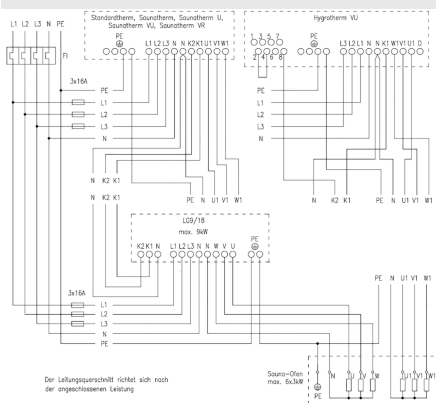 L1 L2 L3 N PE
FI
Standardtherm, Saunatherm, Saunatherm U,
Saunatherm VU, Saunatherm VR
PE
L1 L2 L3 N N K2 K1 U1 V1 W1
Hygrotherm VU
1 3 5 7
2 4 6 8
PE
L3 L2 L1 N N K1 W1 V1 U1 D
3x16A
PE
L1
L2
L3
N
PE
L1
L2
L3
N
N K2 K1
N K2 K1
PE N U1 V1 W1
K2 K1
PE N U1 V1 W1
LG9/18
max. 9kW
K2 K1 N L1 L2 L3 N N W V U
PE
3x16A
L1
L2
L3
N
PE
PE N U1 V1 W1
Sauna-Ofen
max. 6x3kW
PE
N U V W
N U1 V1 W1
Der Leitungsquerschnitt richtet sich nach
der angeschlossenen Leistung